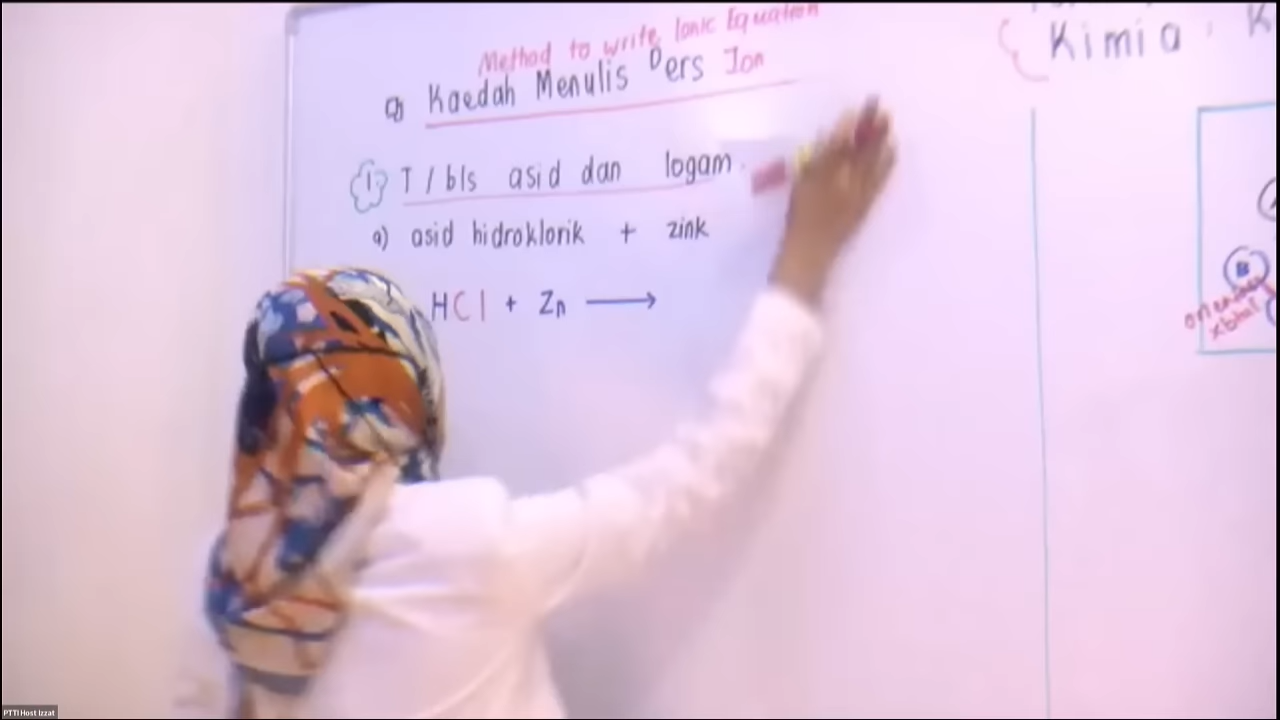 Method to write Ionic Equation
a) Kaedah Menulis Pers Ion
1 T/bls asid dan logam.
a) asid hidroklorik + zink
HCl + Zn ⟶
Kimia : K
B
xbtul
PTTI Host Izzat